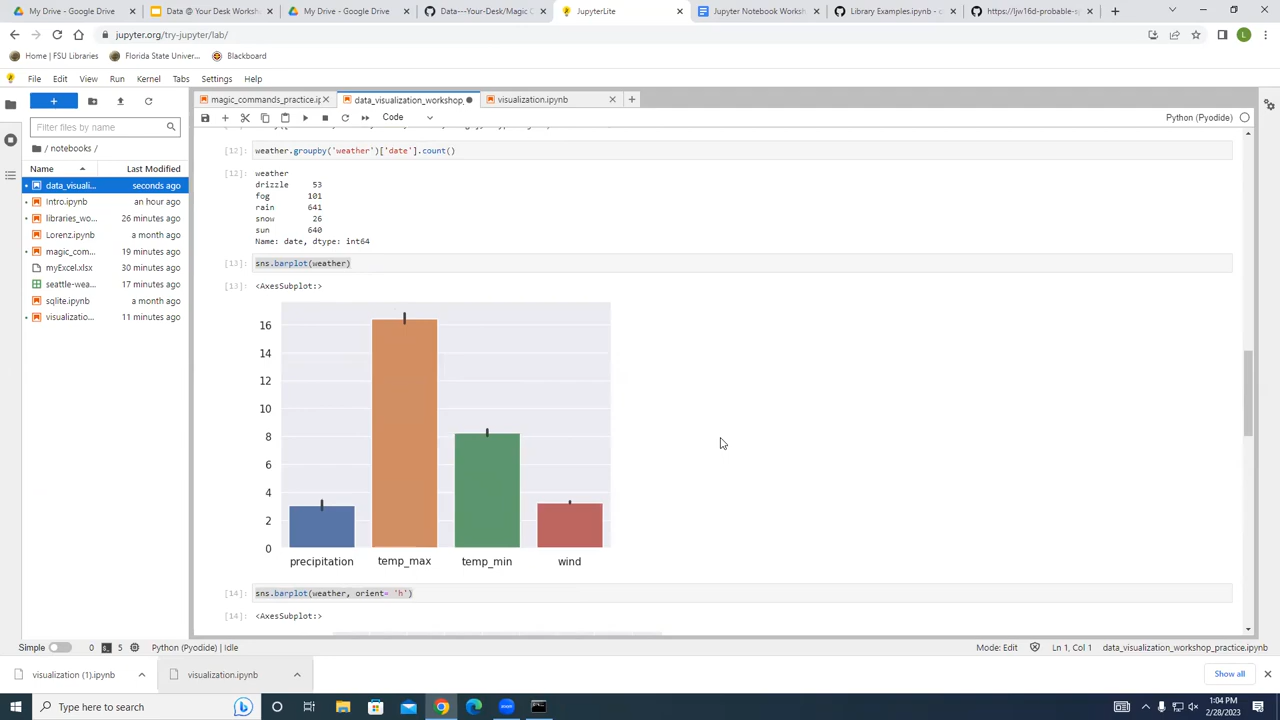 My Drive - Google Drive
Data @ Your Desk Worksh
My Drive - Google Drive
Data---Your-Desk/Magic C
JupyterLite
Jupyter Notebook Worksh
Library Examples.ipynb - c
https://ljw16d-probable-s
jupyter.org/try-jupyter/lab/
L
Home | FSU Libraries
Florida State Univer...
Blackboard
File Edit View Run Kernel Tabs Settings Help
magic_commands_practice.ip
data_visualization_workshop_
visualization.ipynb
Code
Python (Pyodide)
Filter files by name
/ notebooks /
Name
Last Modified
data_visuali... seconds ago
Intro.ipynb an hour ago
libraries_wo... 26 minutes ago
Lorenz.ipynb a month ago
magic_com... 19 minutes ago
myExcel.xlsx 30 minutes ago
seattle-wea... 17 minutes ago
sqlite.ipynb a month ago
visualizatio... 11 minutes ago
[12]: weather.groupby('weather')['date'].count()
[12]: weather
drizzle 53
fog 101
rain 641
snow 26
sun 640
Name: date, dtype: int64
[13]: sns.barplot(weather)
[13]: <AxesSubplot:>
16
14
12
10
8
6
4
2
0
precipitation temp_max temp_min wind
[14]: sns.barplot(weather, orient= 'h')
[14]: <AxesSubplot:>
Simple 0 5 Python (Pyodide) | Idle
Mode: Edit Ln 1, Col 1 data_visualization_workshop_practice.ipynb
visualization (1).ipynb
visualization.ipynb
Show all
Type here to search
1:04 PM
2/28/2023